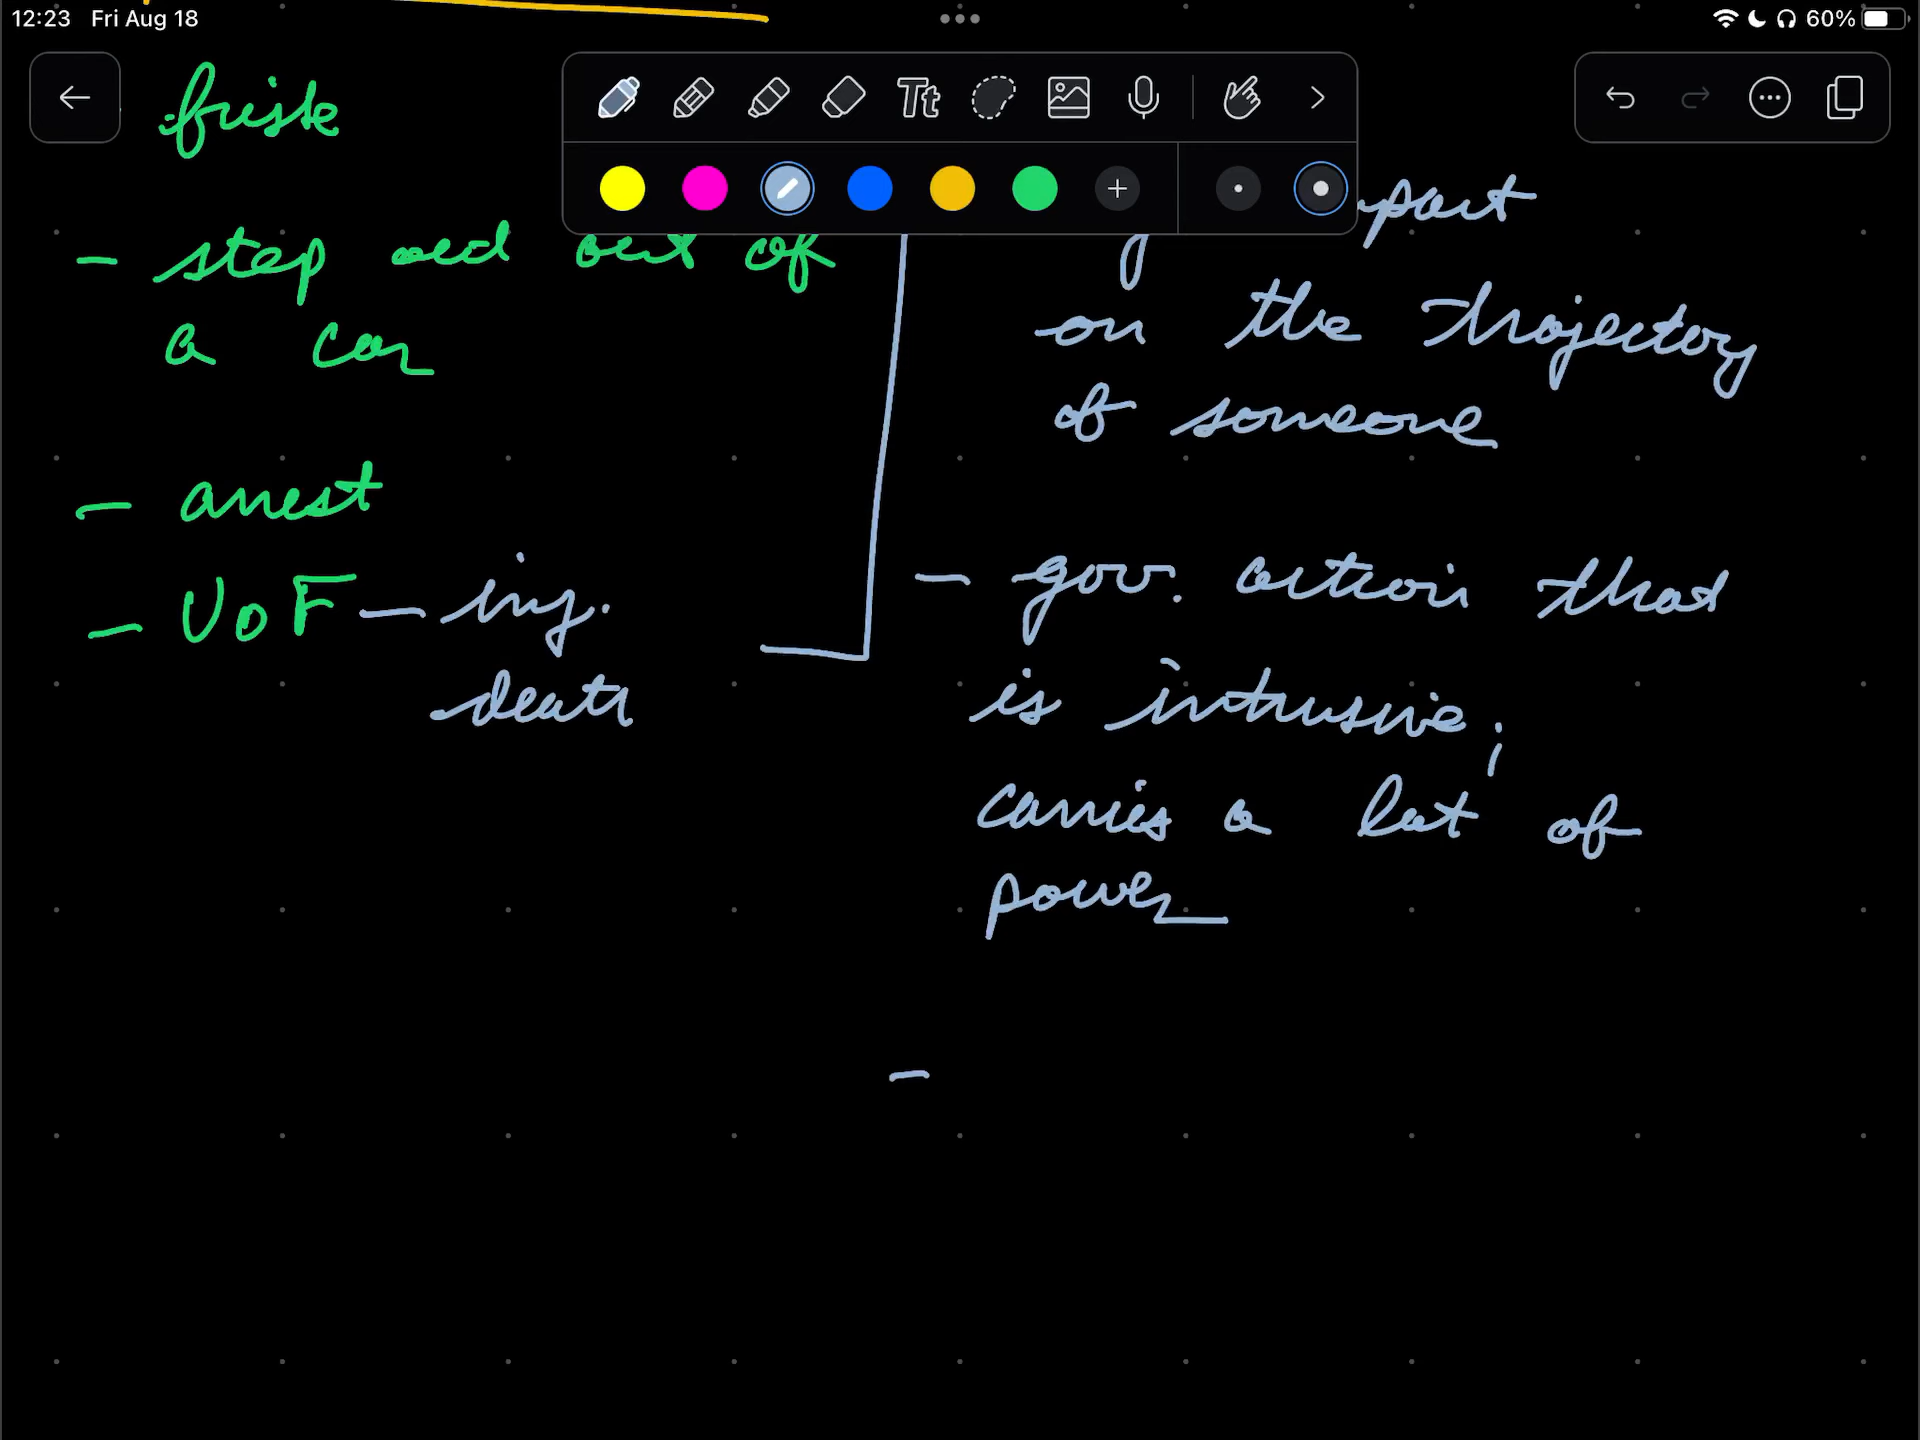 12:23 Fri Aug 18
60%
Tt
frisk
- step out of
a car
- arrest
- UoF - inj.
death
on the trajectory
of someone
- gov. action that
is intrusive;
carries a lot of
power
-